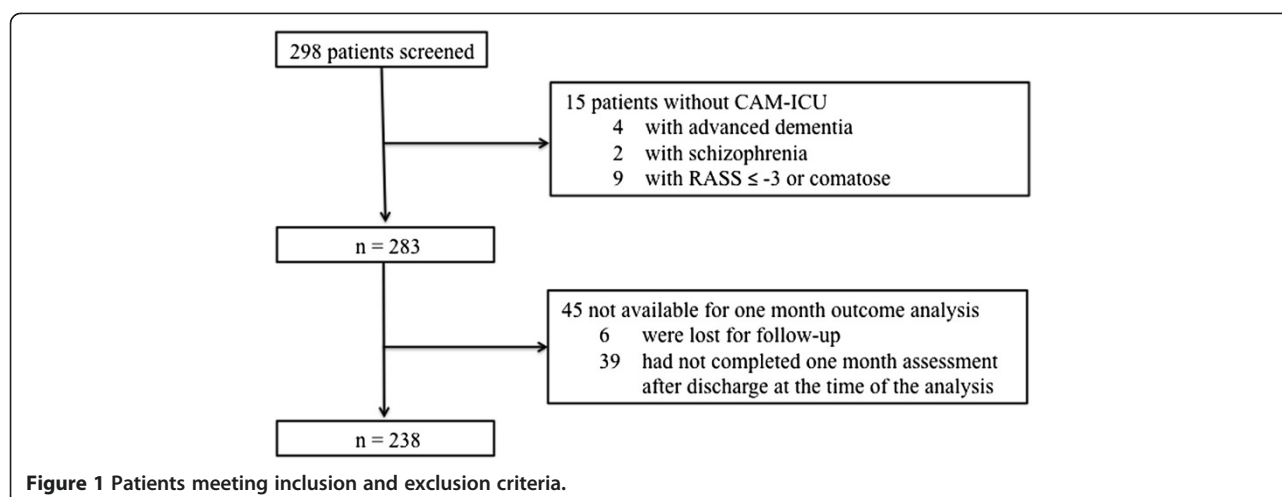 298 patients screened
15 patients without CAM-ICU
4 with advanced dementia
2 with schizophrenia
9 with RASS ≤ -3 or comatose
n = 283
45 not available for one month outcome analysis
6 were lost for follow-up
39 had not completed one month assessment
after discharge at the time of the analysis
n = 238
Figure 1 Patients meeting inclusion and exclusion criteria.